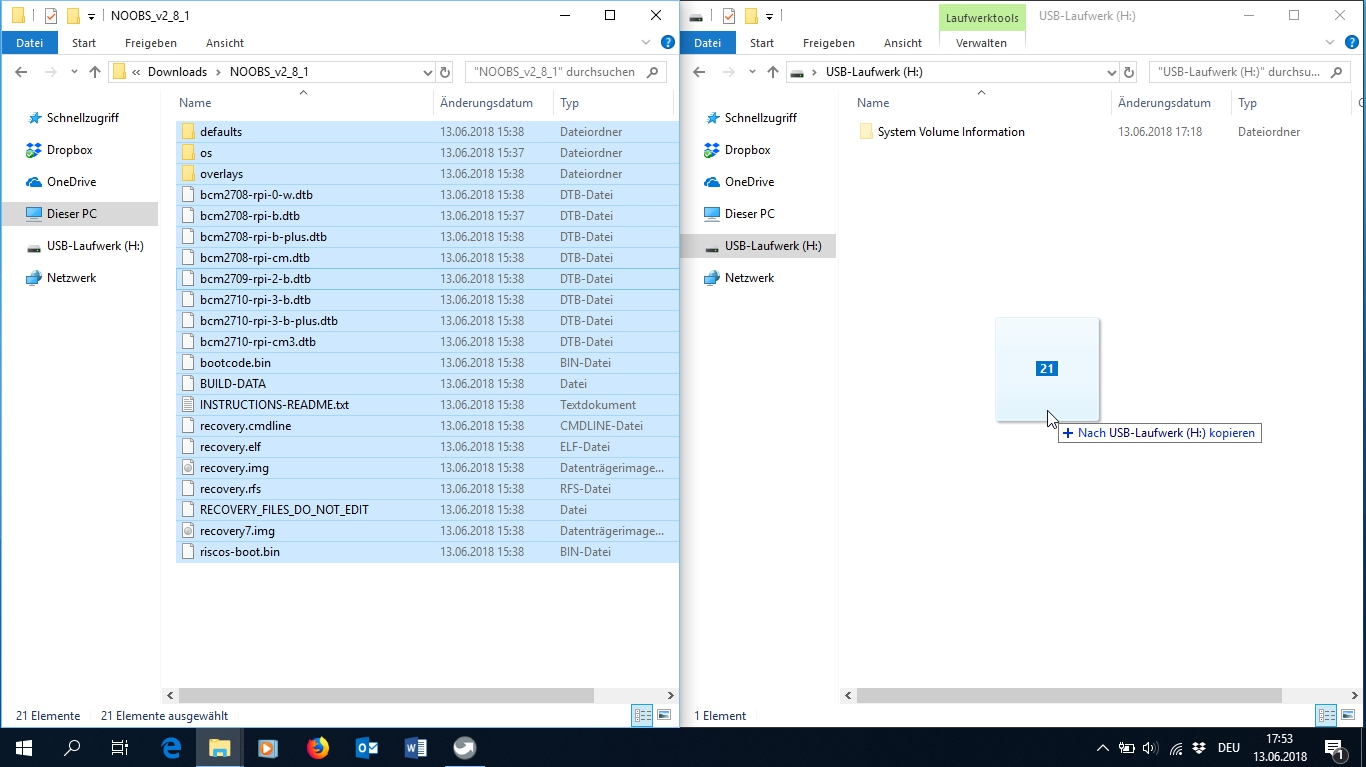 NOOBS_v2_8_1
Datei Start Freigeben Ansicht
« Downloads › NOOBS_v2_8_1
"NOOBS_v2_8_1" durchsuchen
Schnellzugriff
Dropbox
OneDrive
Dieser PC
USB-Laufwerk (H:)
Netzwerk
Name Änderungsdatum Typ
defaults 13.06.2018 15:38 Dateiordner
os 13.06.2018 15:37 Dateiordner
overlays 13.06.2018 15:38 Dateiordner
bcm2708-rpi-0-w.dtb 13.06.2018 15:38 DTB-Datei
bcm2708-rpi-b.dtb 13.06.2018 15:37 DTB-Datei
bcm2708-rpi-b-plus.dtb 13.06.2018 15:38 DTB-Datei
bcm2708-rpi-cm.dtb 13.06.2018 15:38 DTB-Datei
bcm2709-rpi-2-b.dtb 13.06.2018 15:38 DTB-Datei
bcm2710-rpi-3-b.dtb 13.06.2018 15:38 DTB-Datei
bcm2710-rpi-3-b-plus.dtb 13.06.2018 15:38 DTB-Datei
bcm2710-rpi-cm3.dtb 13.06.2018 15:38 DTB-Datei
bootcode.bin 13.06.2018 15:38 BIN-Datei
BUILD-DATA 13.06.2018 15:38 Datei
INSTRUCTIONS-README.txt 13.06.2018 15:38 Textdokument
recovery.cmdline 13.06.2018 15:38 CMDLINE-Datei
recovery.elf 13.06.2018 15:38 ELF-Datei
recovery.img 13.06.2018 15:38 Datenträgerimage...
recovery.rfs 13.06.2018 15:38 RFS-Datei
RECOVERY_FILES_DO_NOT_EDIT 13.06.2018 15:38 Datei
recovery7.img 13.06.2018 15:38 Datenträgerimage...
riscos-boot.bin 13.06.2018 15:38 BIN-Datei
21 Elemente 21 Elemente ausgewählt
Laufwerktools USB-Laufwerk (H:)
Datei Start Freigeben Ansicht Verwalten
› USB-Laufwerk (H:)
"USB-Laufwerk (H:)" durchsu...
Schnellzugriff
Dropbox
OneDrive
Dieser PC
USB-Laufwerk (H:)
Netzwerk
Name Änderungsdatum Typ
System Volume Information 13.06.2018 17:18 Dateiordner
21
+ Nach USB-Laufwerk (H:) kopieren
1 Element
DEU
17:53
13.06.2018
1